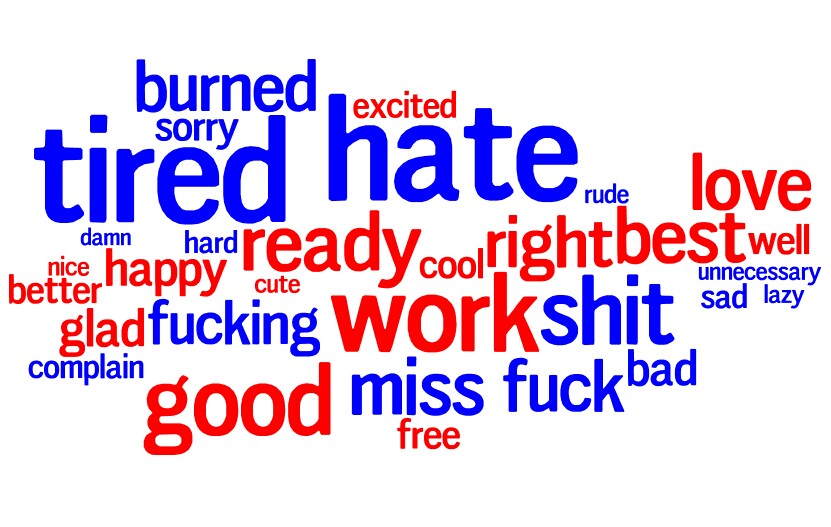 burned
excited
sorry
tired
hate
rude
love
damn
hard
ready
cool
right
best
well
nice
happy
cute
unnecessary
better
sad
lazy
glad
fucking
work
shit
complain
good
miss
fuck
bad
free